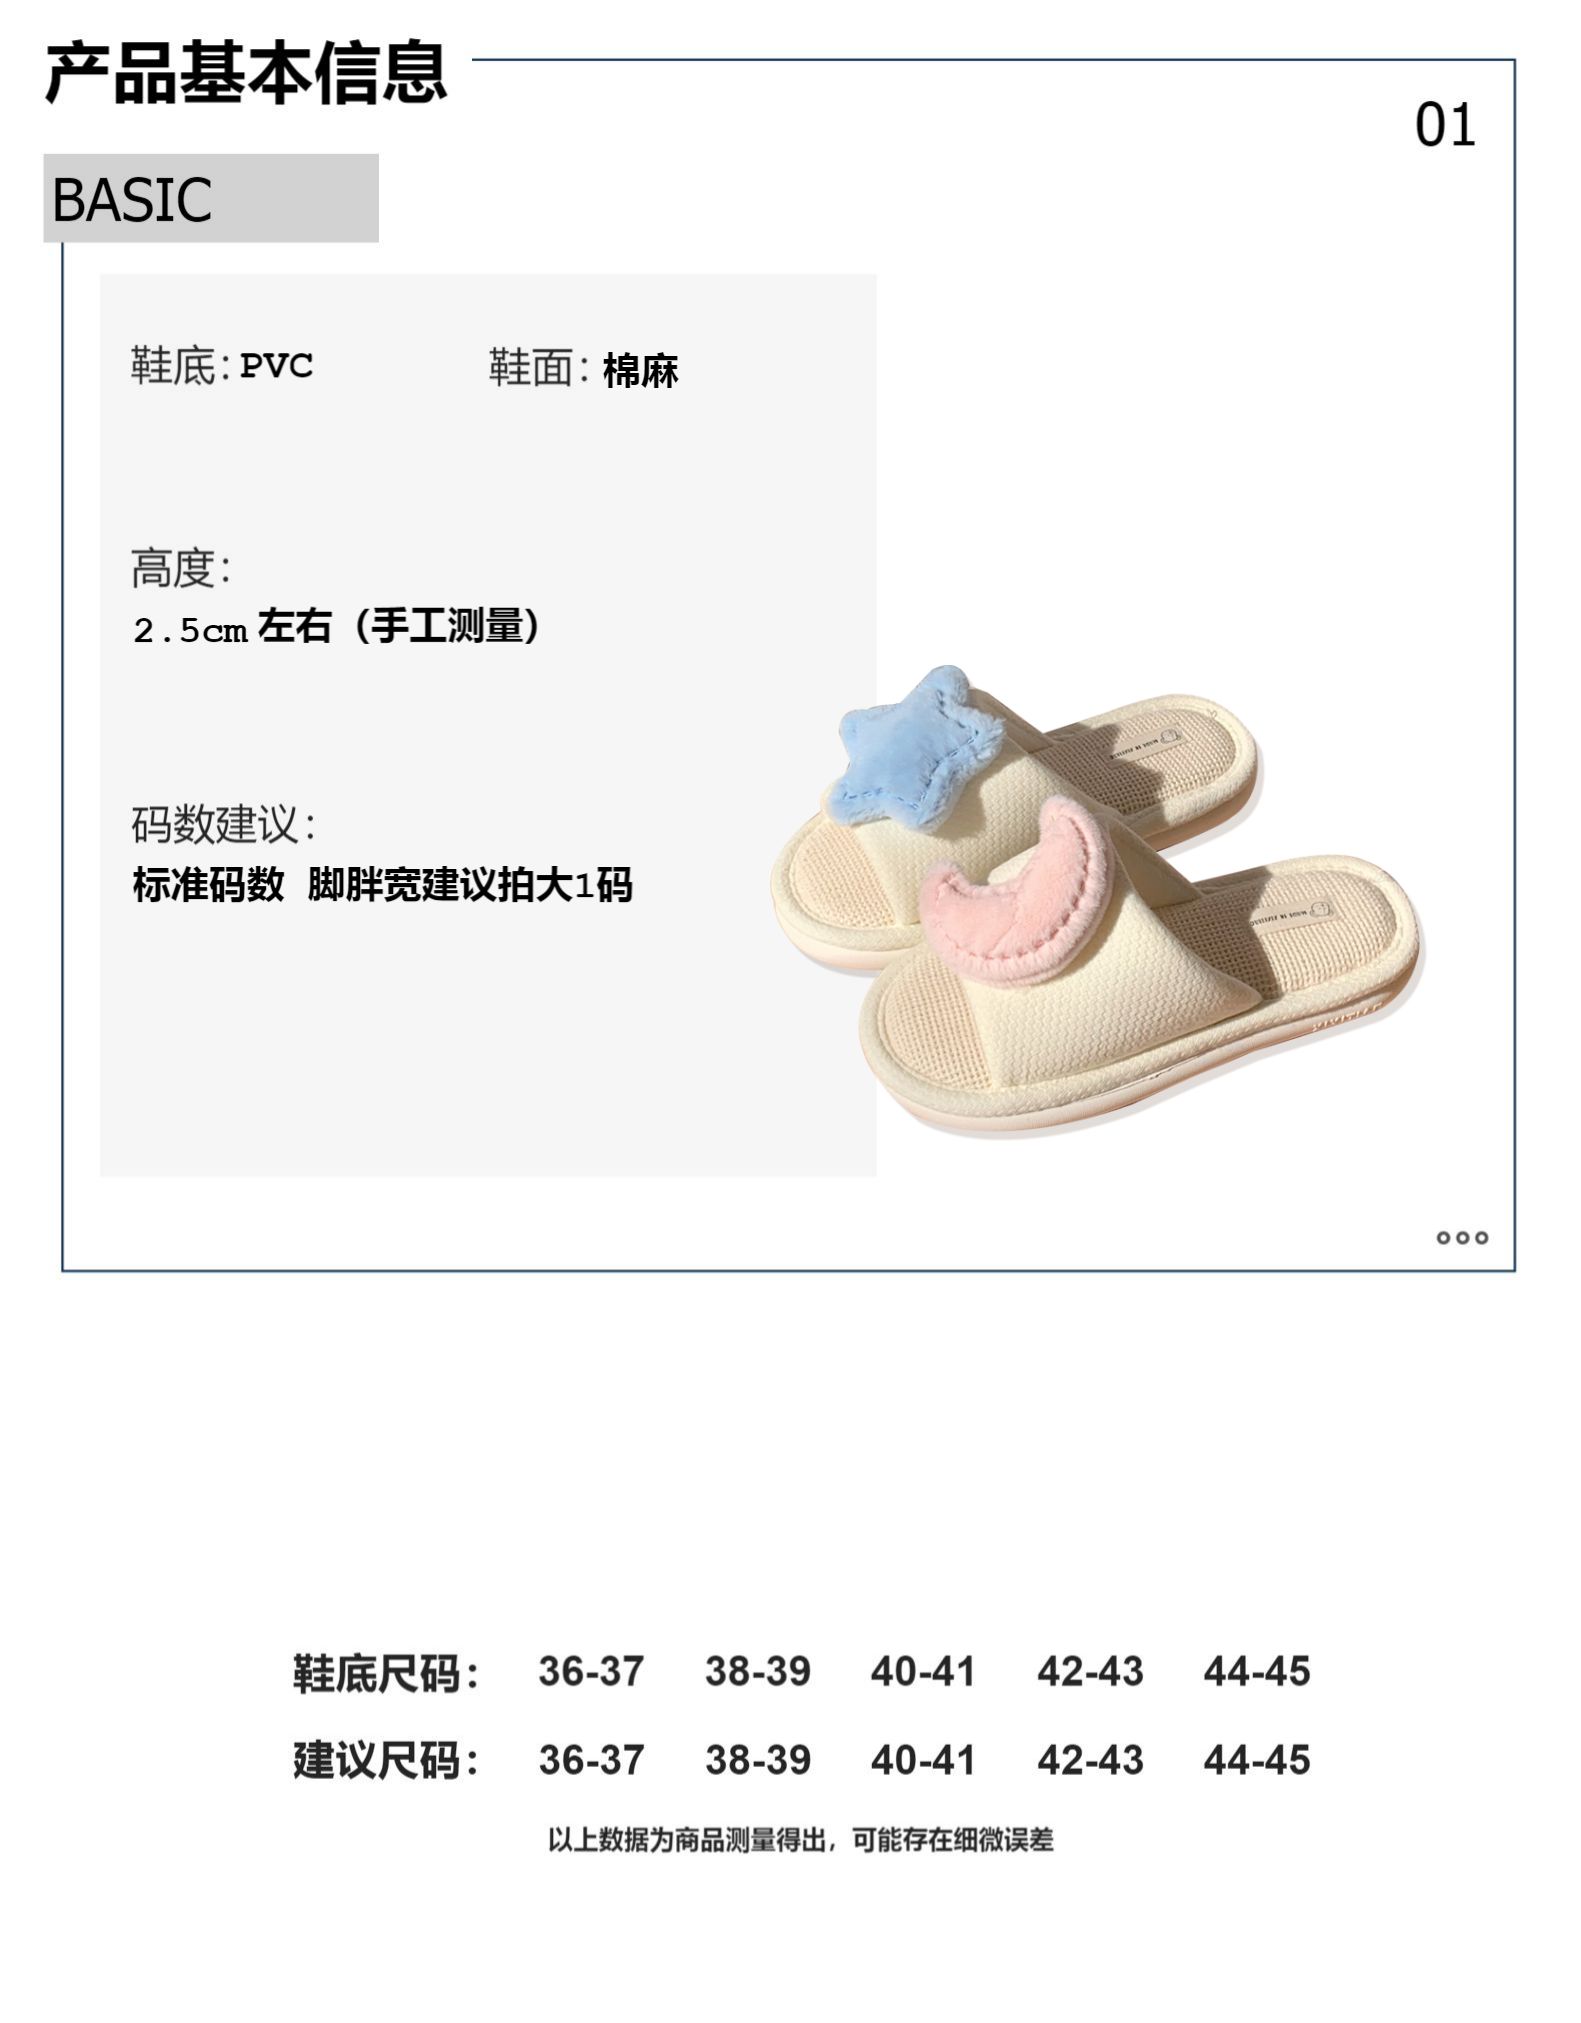 产品基本信息
01
BASIC
鞋底：PVC 鞋面：棉麻
高度：
2.5cm左右（手工测量）
码数建议：
标准码数 脚胖宽建议拍大1码
鞋底尺码： 36-37 38-39 40-41 42-43 44-45
建议尺码： 36-37 38-39 40-41 42-43 44-45
以上数据为商品测量得出，可能存在细微误差